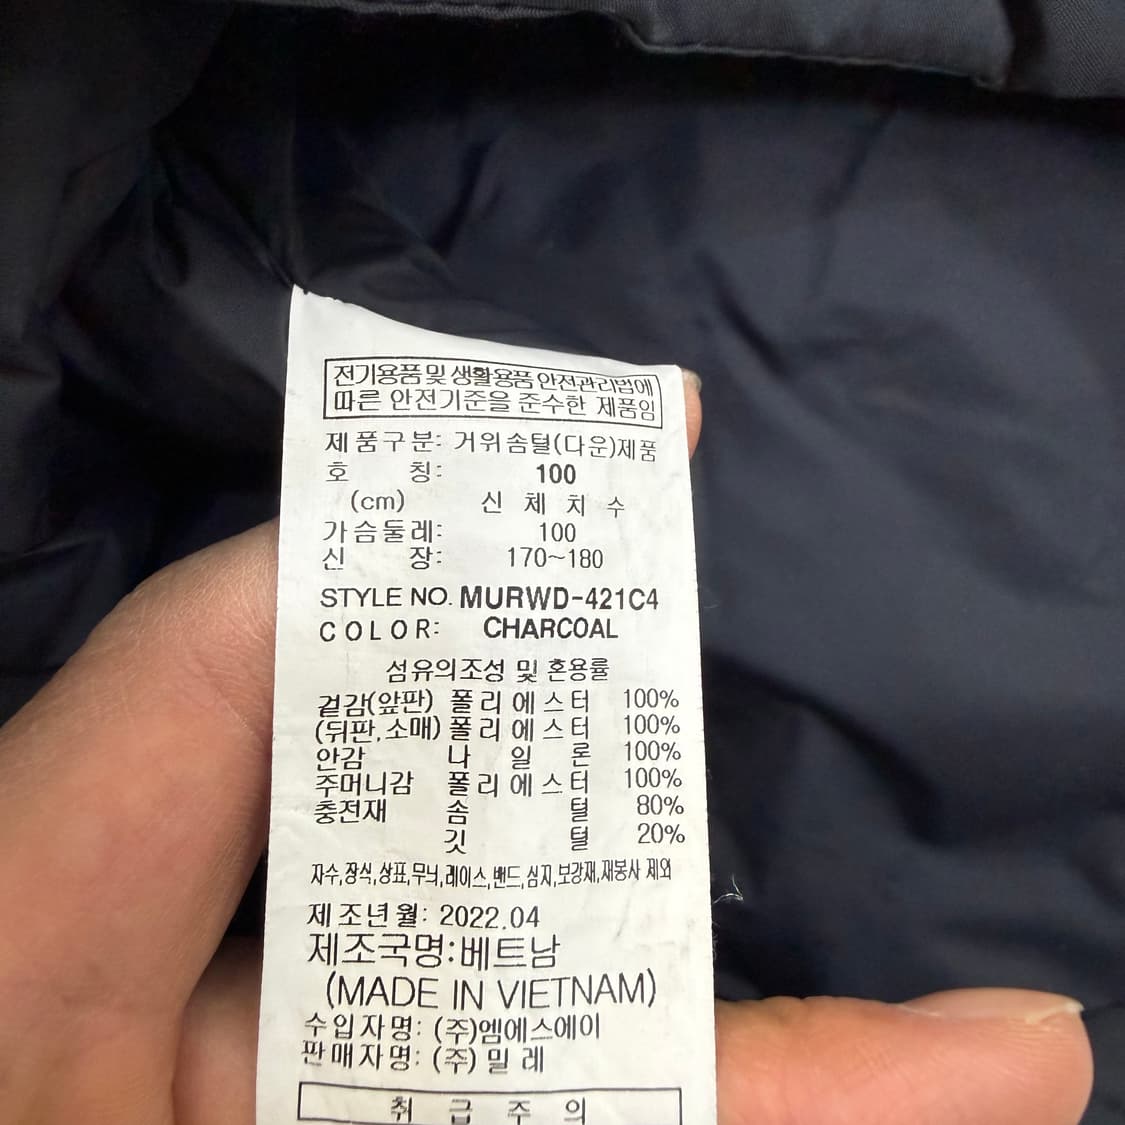 전기용품 및 생활용품 안전관리법에
따른 안전기준을 준수한 제품임
제품구분: 거위솜털(다운)제품
호 칭: 100
(cm) 신 체 치 수
가슴둘레: 100
신 장: 170~180
STYLE NO. MURWD-421C4
COLOR: CHARCOAL
섬유의조성 및 혼용률
겉감(앞판) 폴리에스터 100%
(뒤판,소매) 폴리에스터 100%
안감 나 일 론 100%
주머니감 폴리에스터 100%
충전재 솜 털 80%
깃 털 20%
자수,장식,상표,무늬,레이스,밴드,심지,보강재,재봉사 제외
제조년월: 2022.04
제조국명:베트남
(MADE IN VIETNAM)
수입자명: (주)엠에스에이
판매자명: (주) 밀 레
취 급 주 의